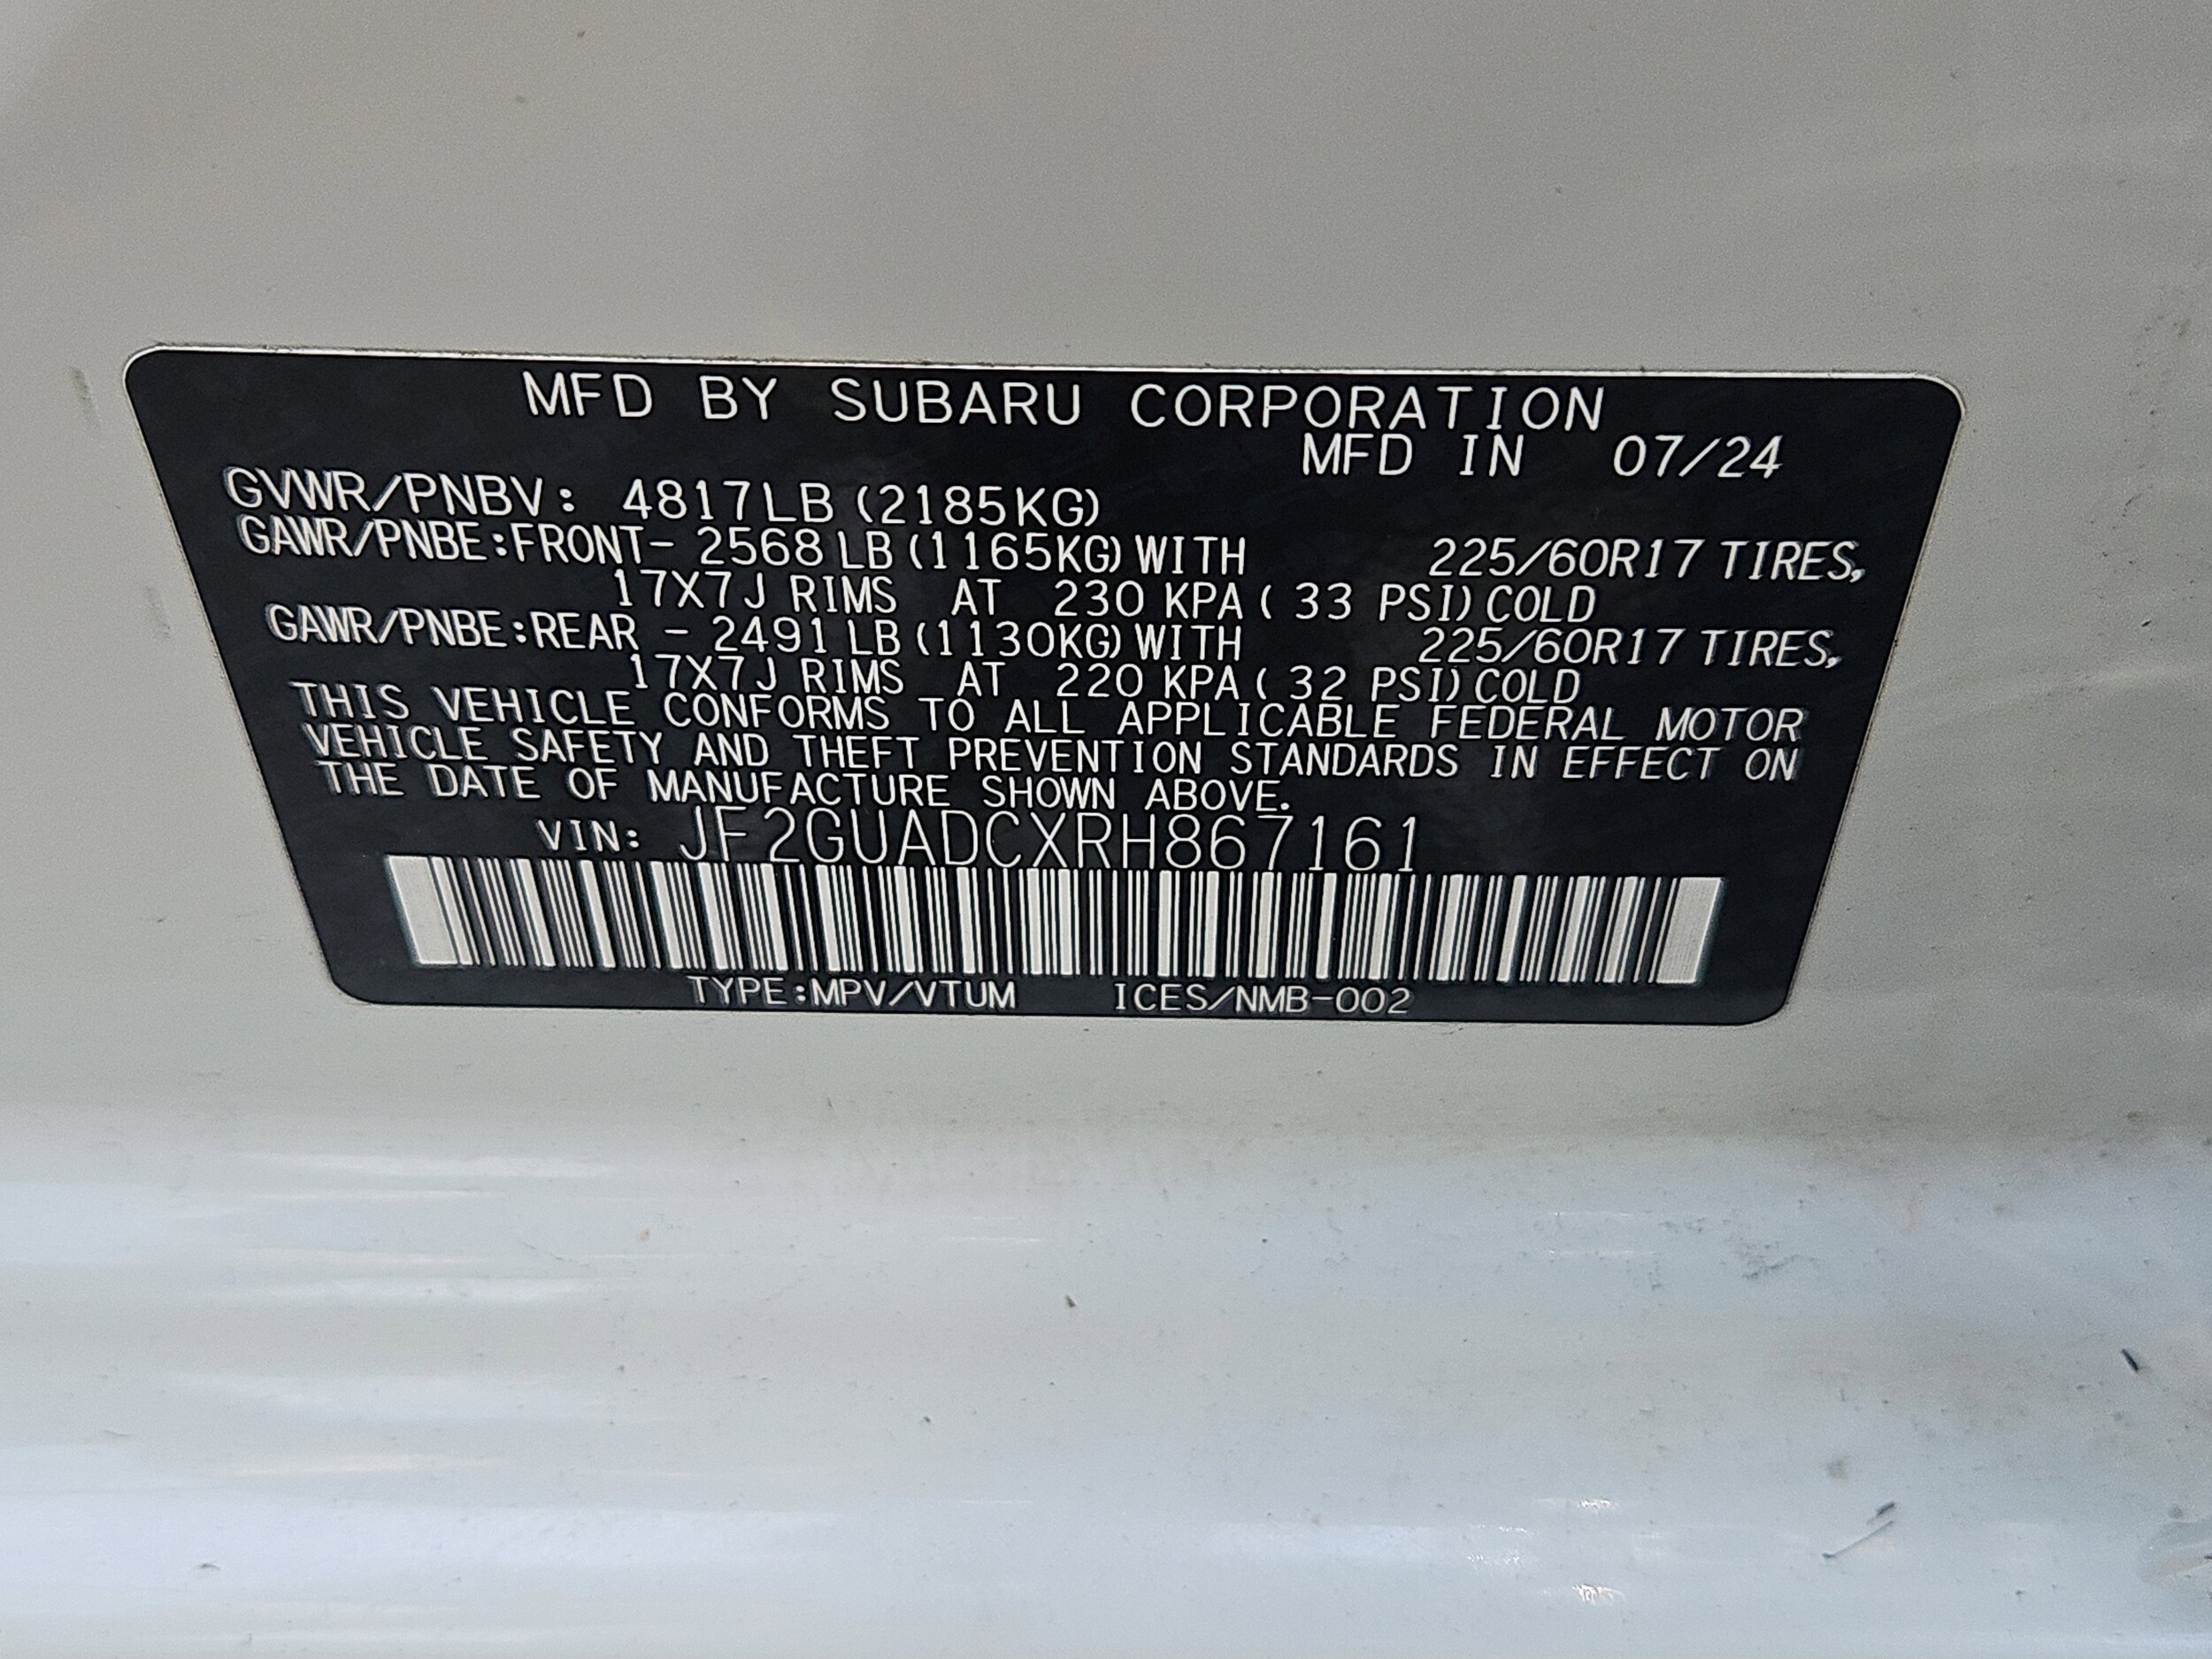 MFD BY SUBARU CORPORATION
MFD IN 07/24
GVWR/PNBV: 4817LB (2185KG)
GAWR/PNBE:FRONT- 2568 LB (1165KG) WITH 225/60R17 TIRES,
17X7J RIMS AT 230 KPA ( 33 PSI) COLD
GAWR/PNBE:REAR - 2491 LB (1130KG) WITH 225/60R17 TIRES,
17X7J RIMS AT 220 KPA ( 32 PSI) COLD
THIS VEHICLE CONFORMS TO ALL APPLICABLE FEDERAL MOTOR
VEHICLE SAFETY AND THEFT PREVENTION STANDARDS IN EFFECT ON
THE DATE OF MANUFACTURE SHOWN ABOVE.
VIN: JF2GUADCXRH867161
TYPE:MPV/VTUM ICES/NMB-002